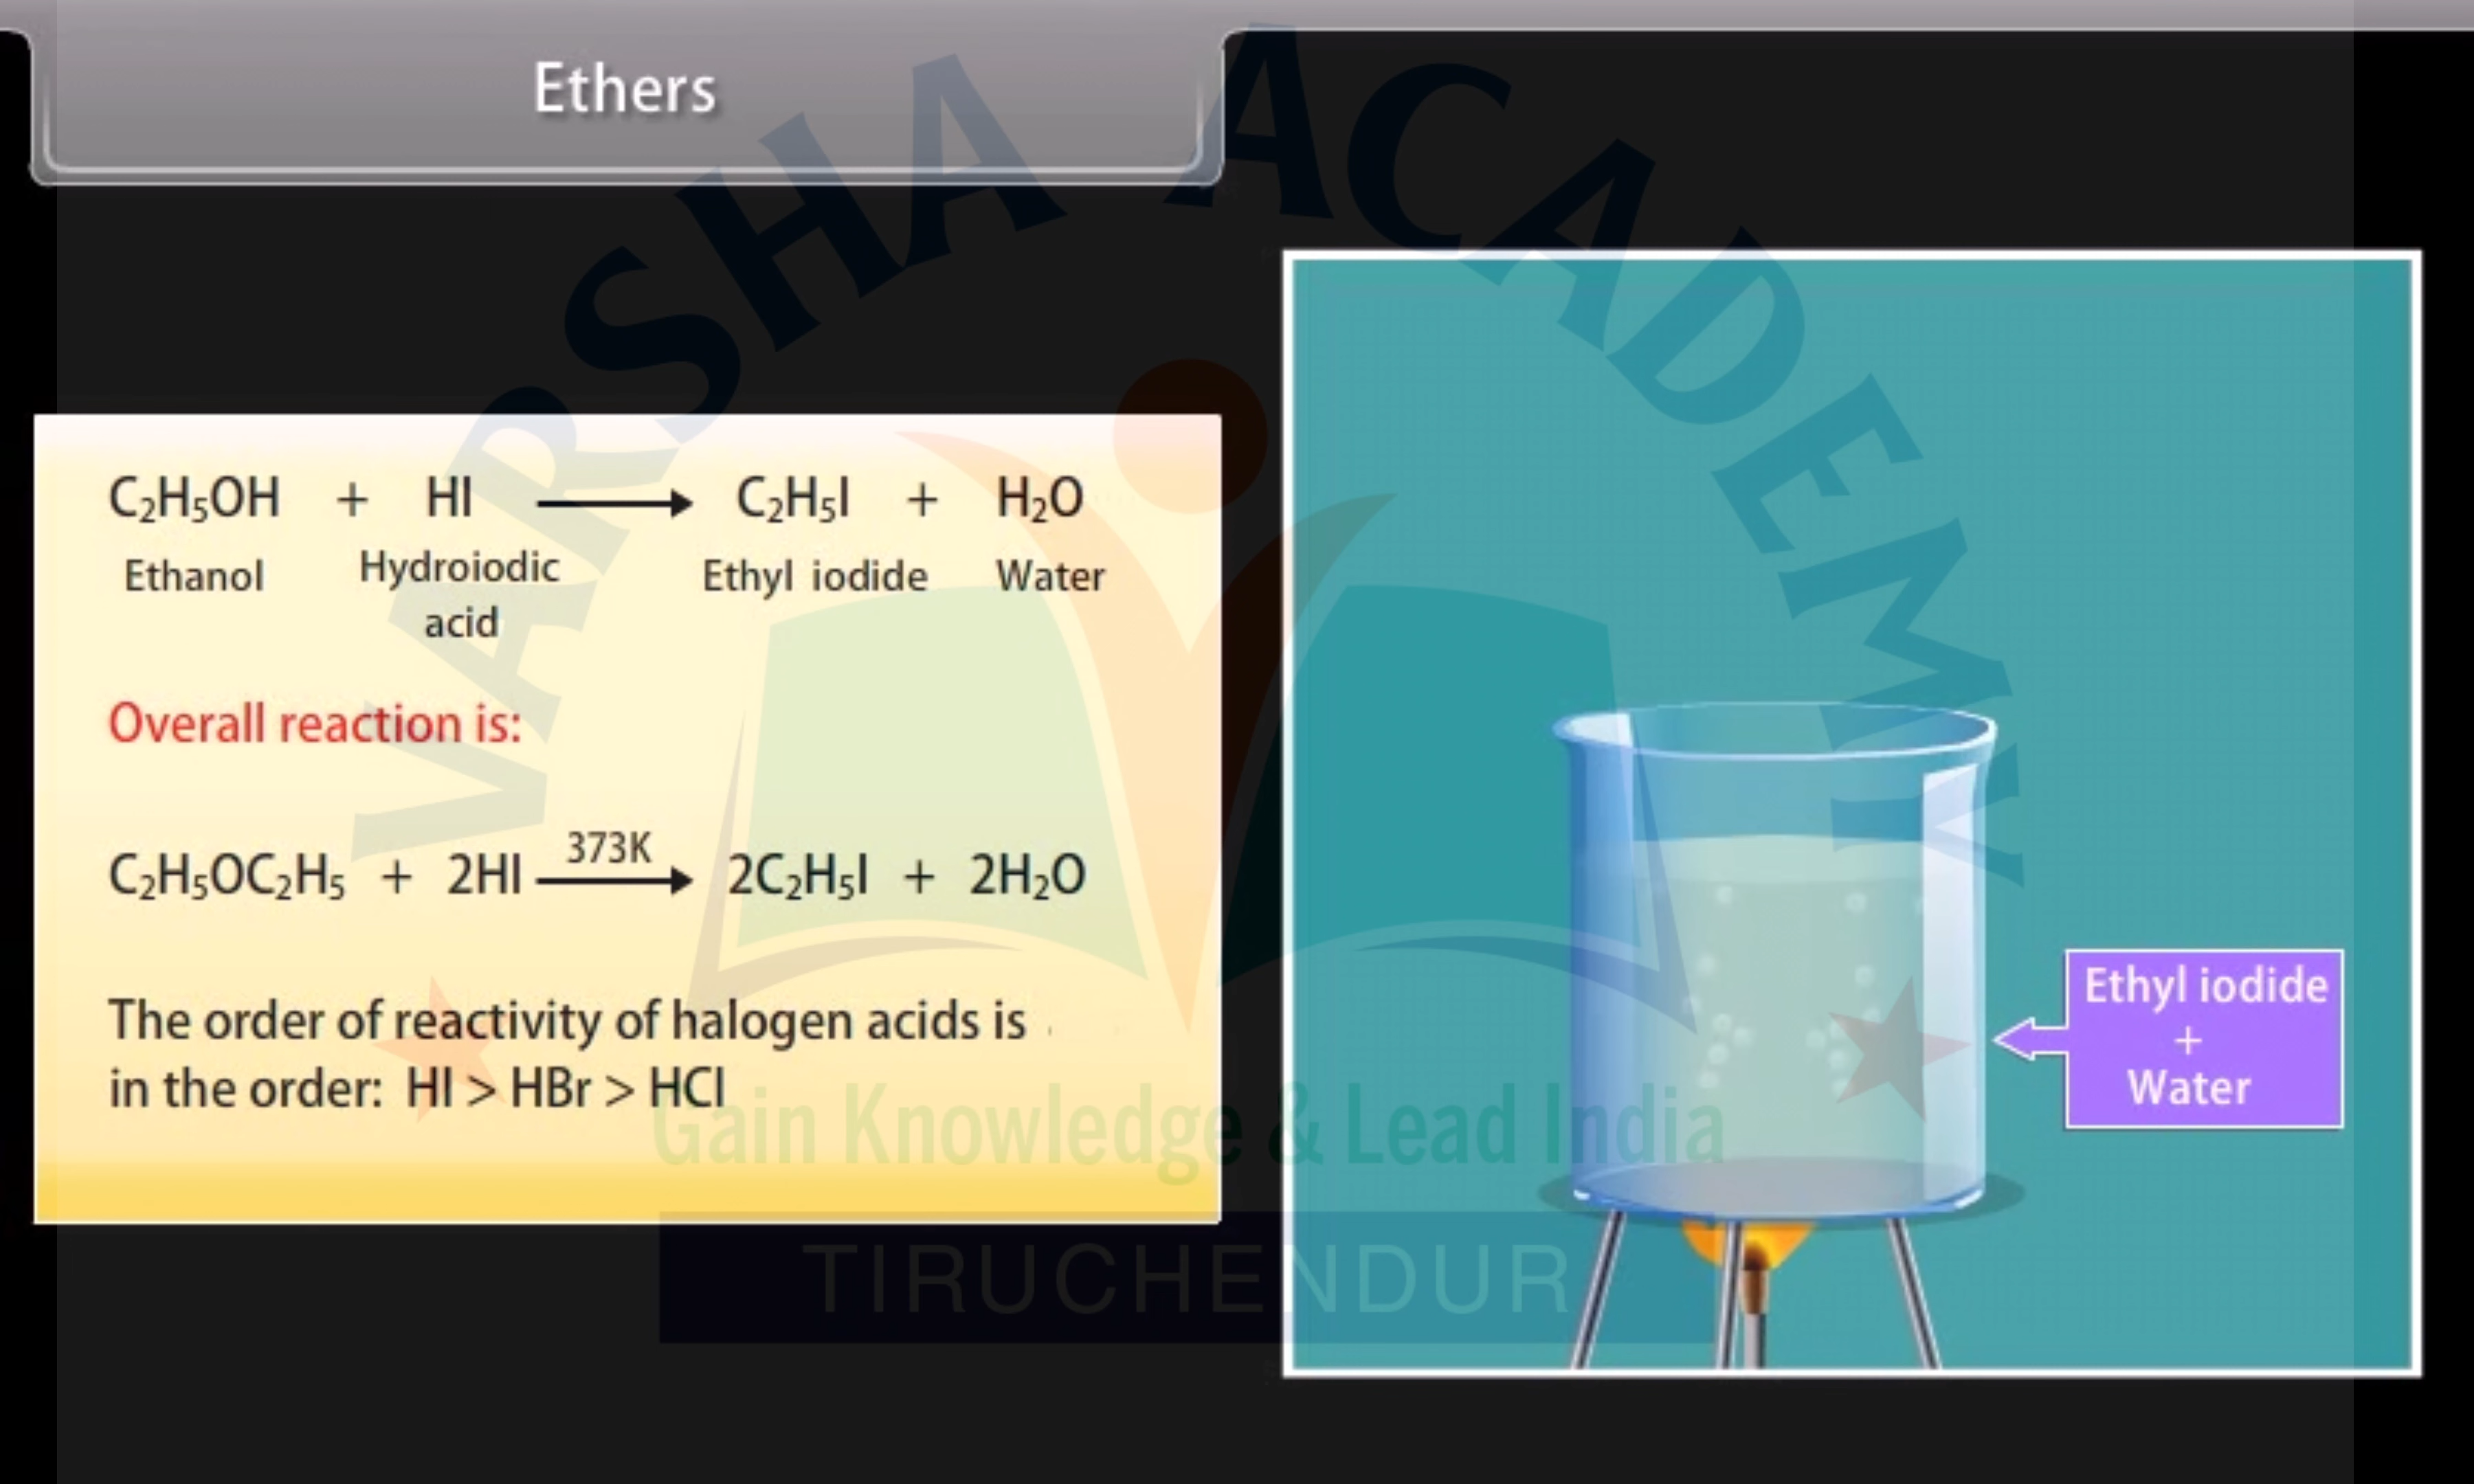 Ethers
VARSHA ACADEMY
C₂H₅OH + HI ⟶ C₂H₅I + H₂O
Ethanol Hydroiodic acid Ethyl iodide Water
Overall reaction is:
C₂H₅OC₂H₅ + 2HI 373K ⟶ 2C₂H₅I + 2H₂O
The order of reactivity of halogen acids is
in the order: HI > HBr > HCl
Ethyl iodide
+
Water
Gain Knowledge & Lead India
TIRUCHENDUR